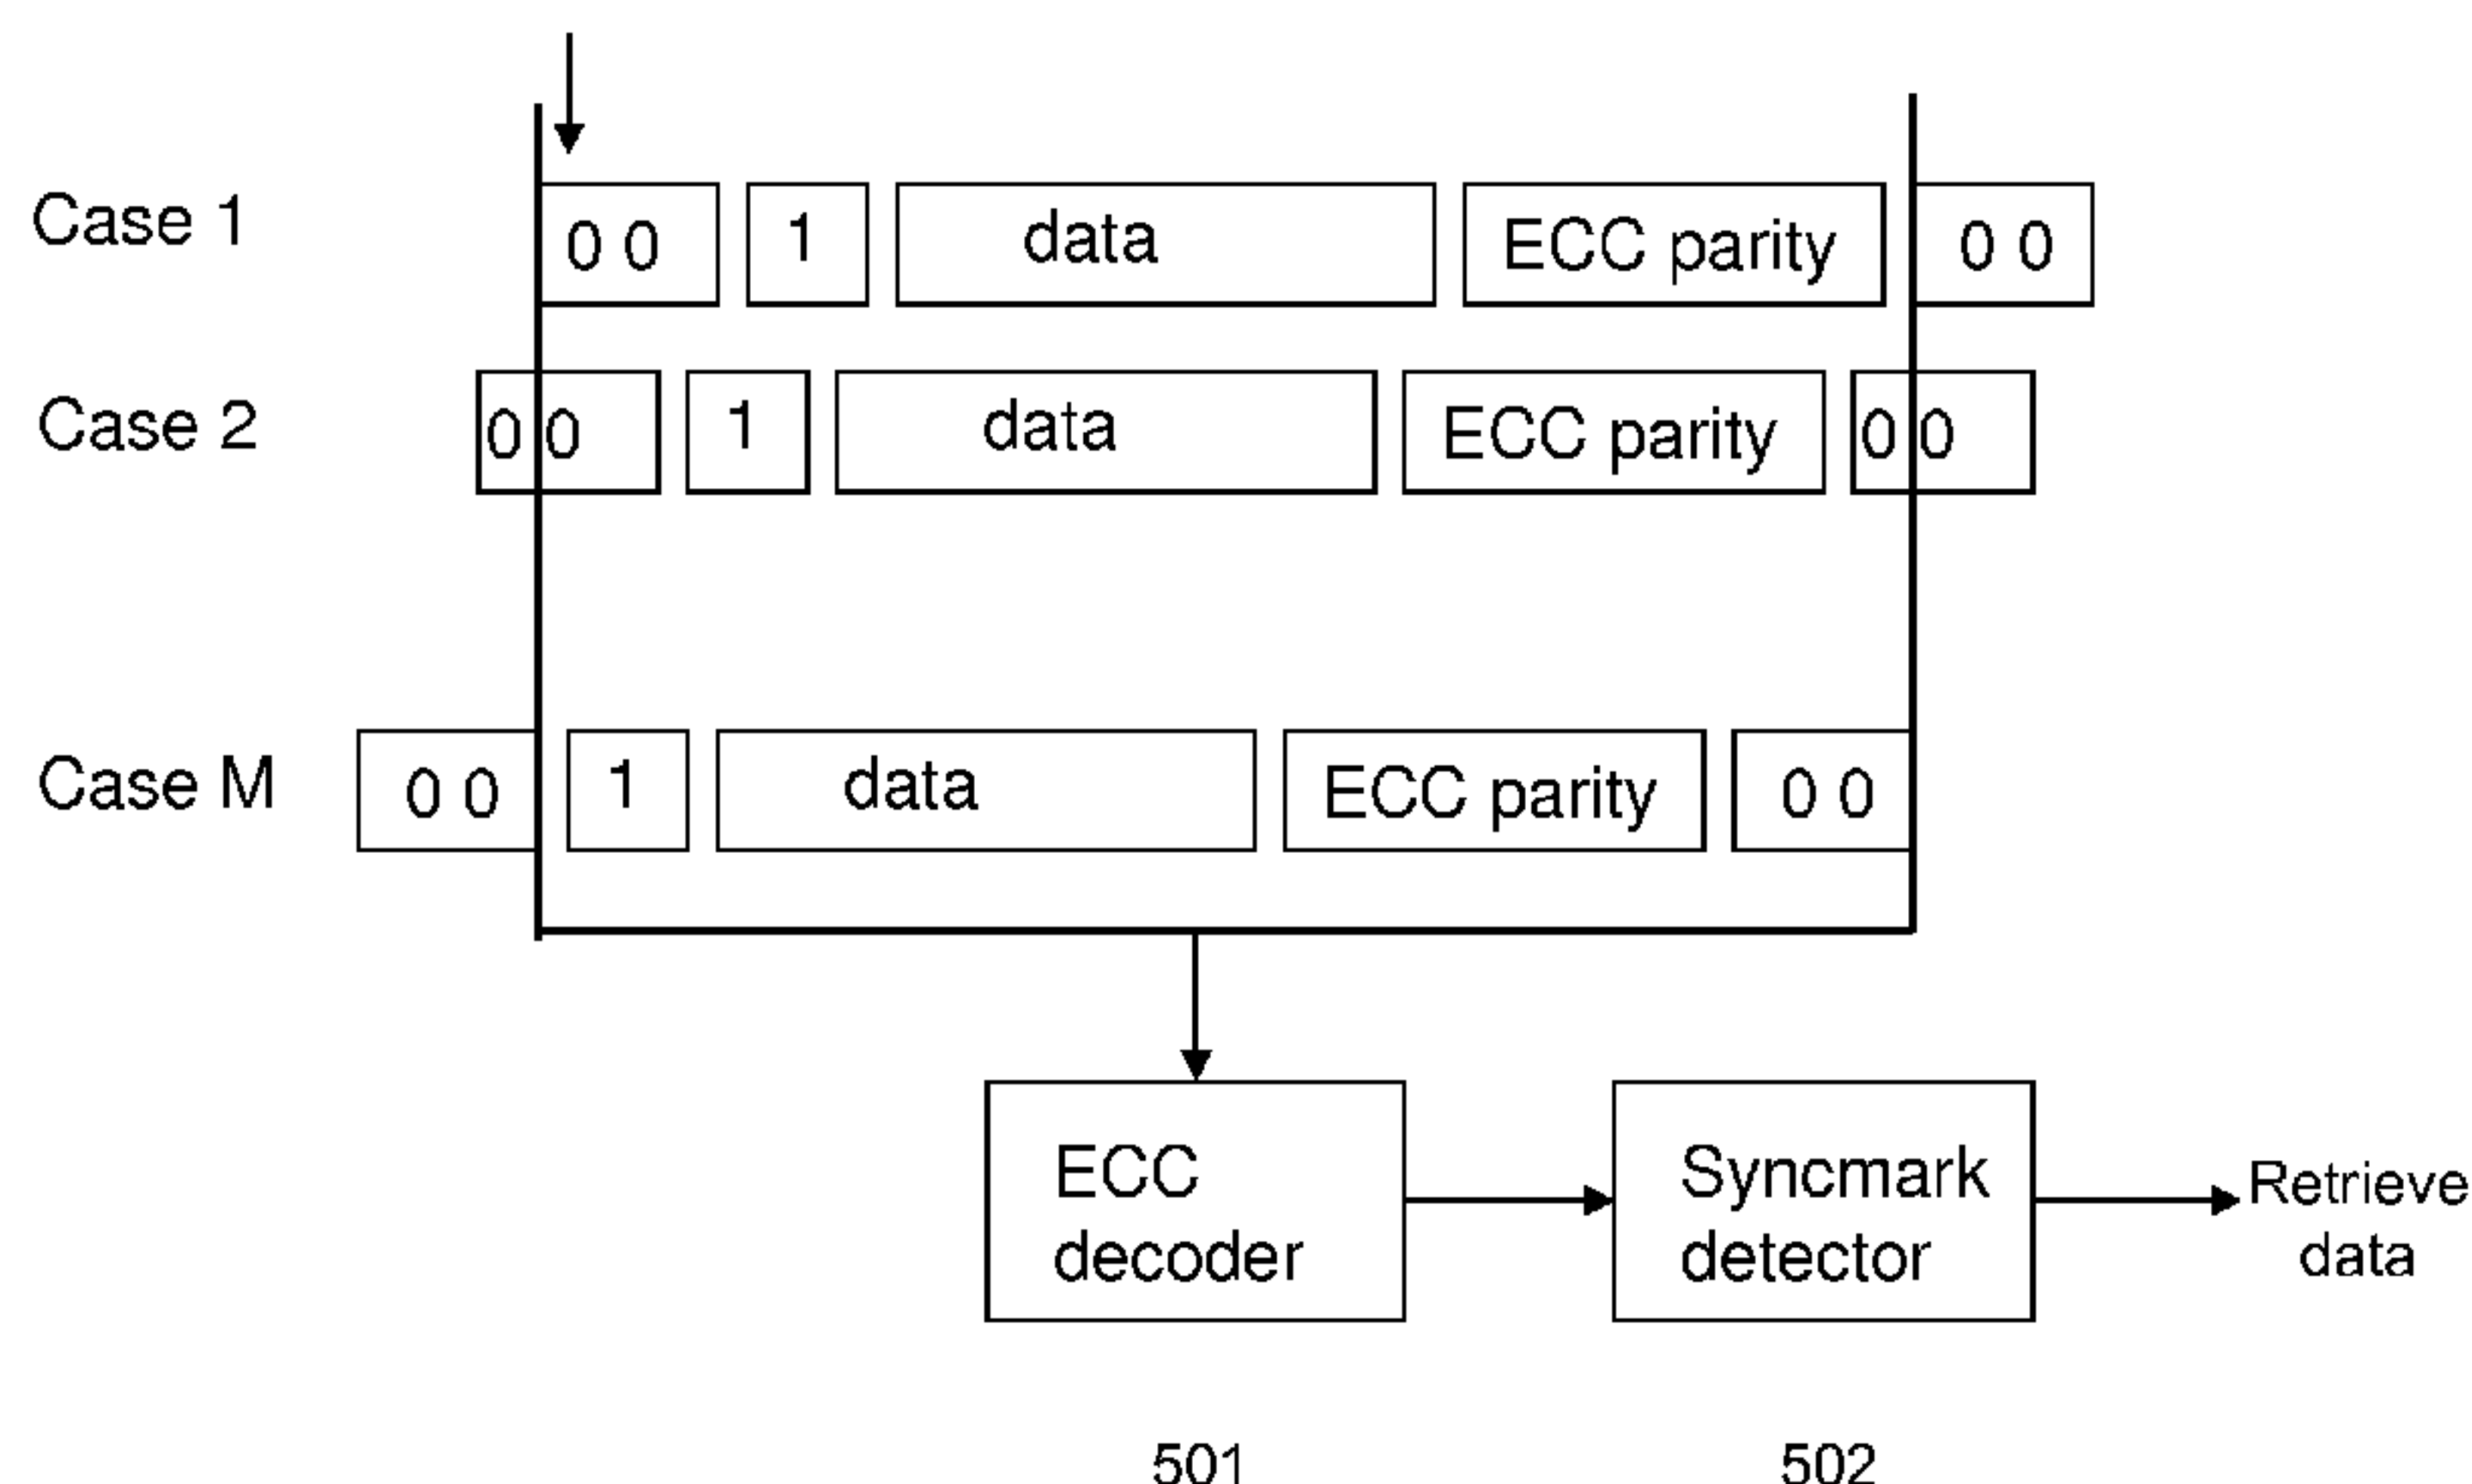 Case 1 0 0 1 data ECC parity 0 0
Case 2 0 0 1 data ECC parity 0 0
Case M 0 0 1 data ECC parity 0 0
ECC
decoder
Syncmark
detector
Retrieve
data
501 502